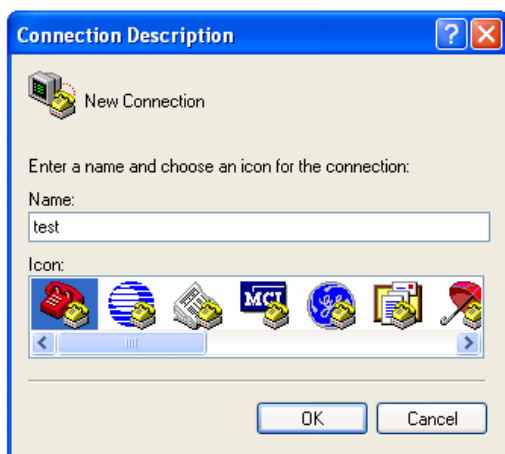 Connection Description
New Connection
Enter a name and choose an icon for the connection:
Name:
test
Icon:
MCI
OK Cancel